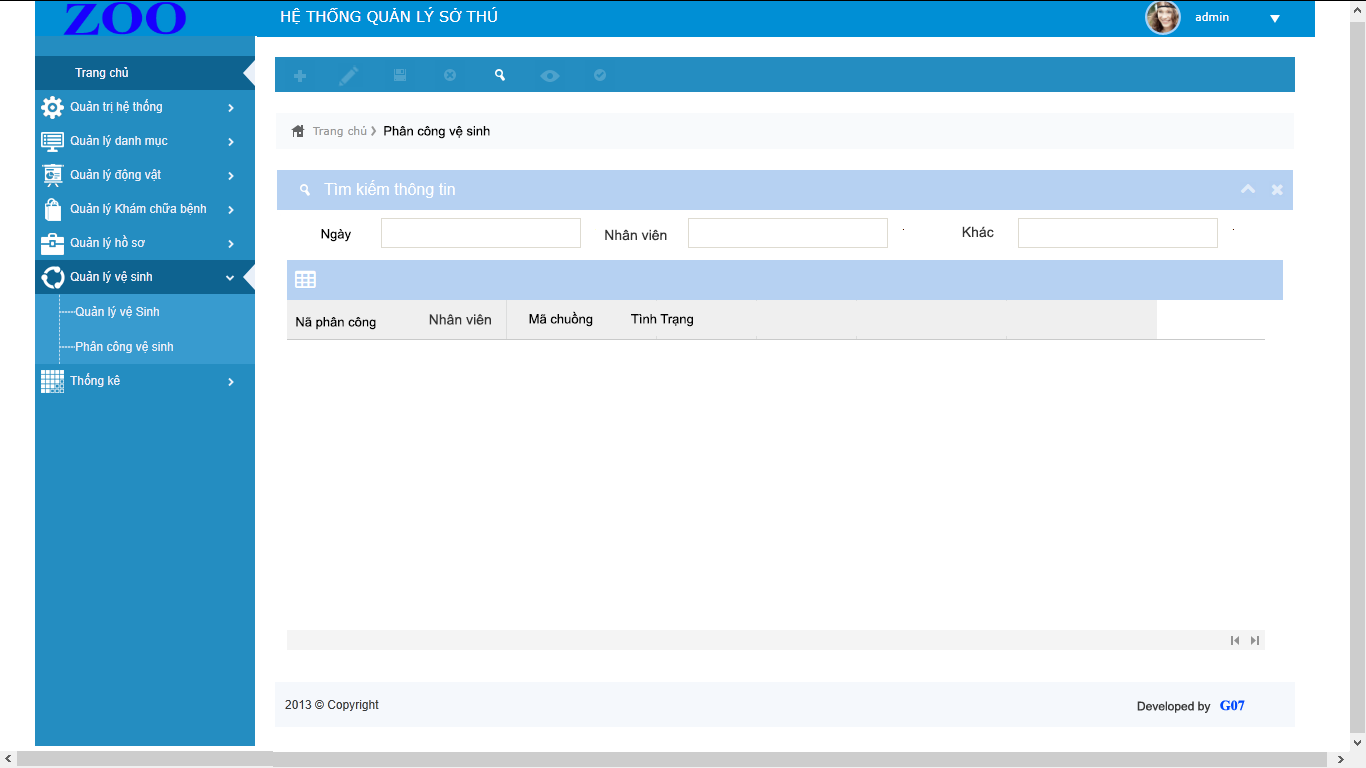 ZOO
HỆ THỐNG QUẢN LÝ SỞ THÚ
admin
Trang chủ
Quản trị hệ thống
Quản lý danh mục
Quản lý động vật
Quản lý Khám chữa bệnh
Quản lý hồ sơ
Quản lý vệ sinh
Quản lý vệ Sinh
Phân công vệ sinh
Thống kê
Trang chủ Phân công vệ sinh
Tìm kiếm thông tin
Ngày Nhân viên Khác
Nã phân công Nhân viên Mã chuồng Tình Trạng
2013 © Copyright
Developed by G07